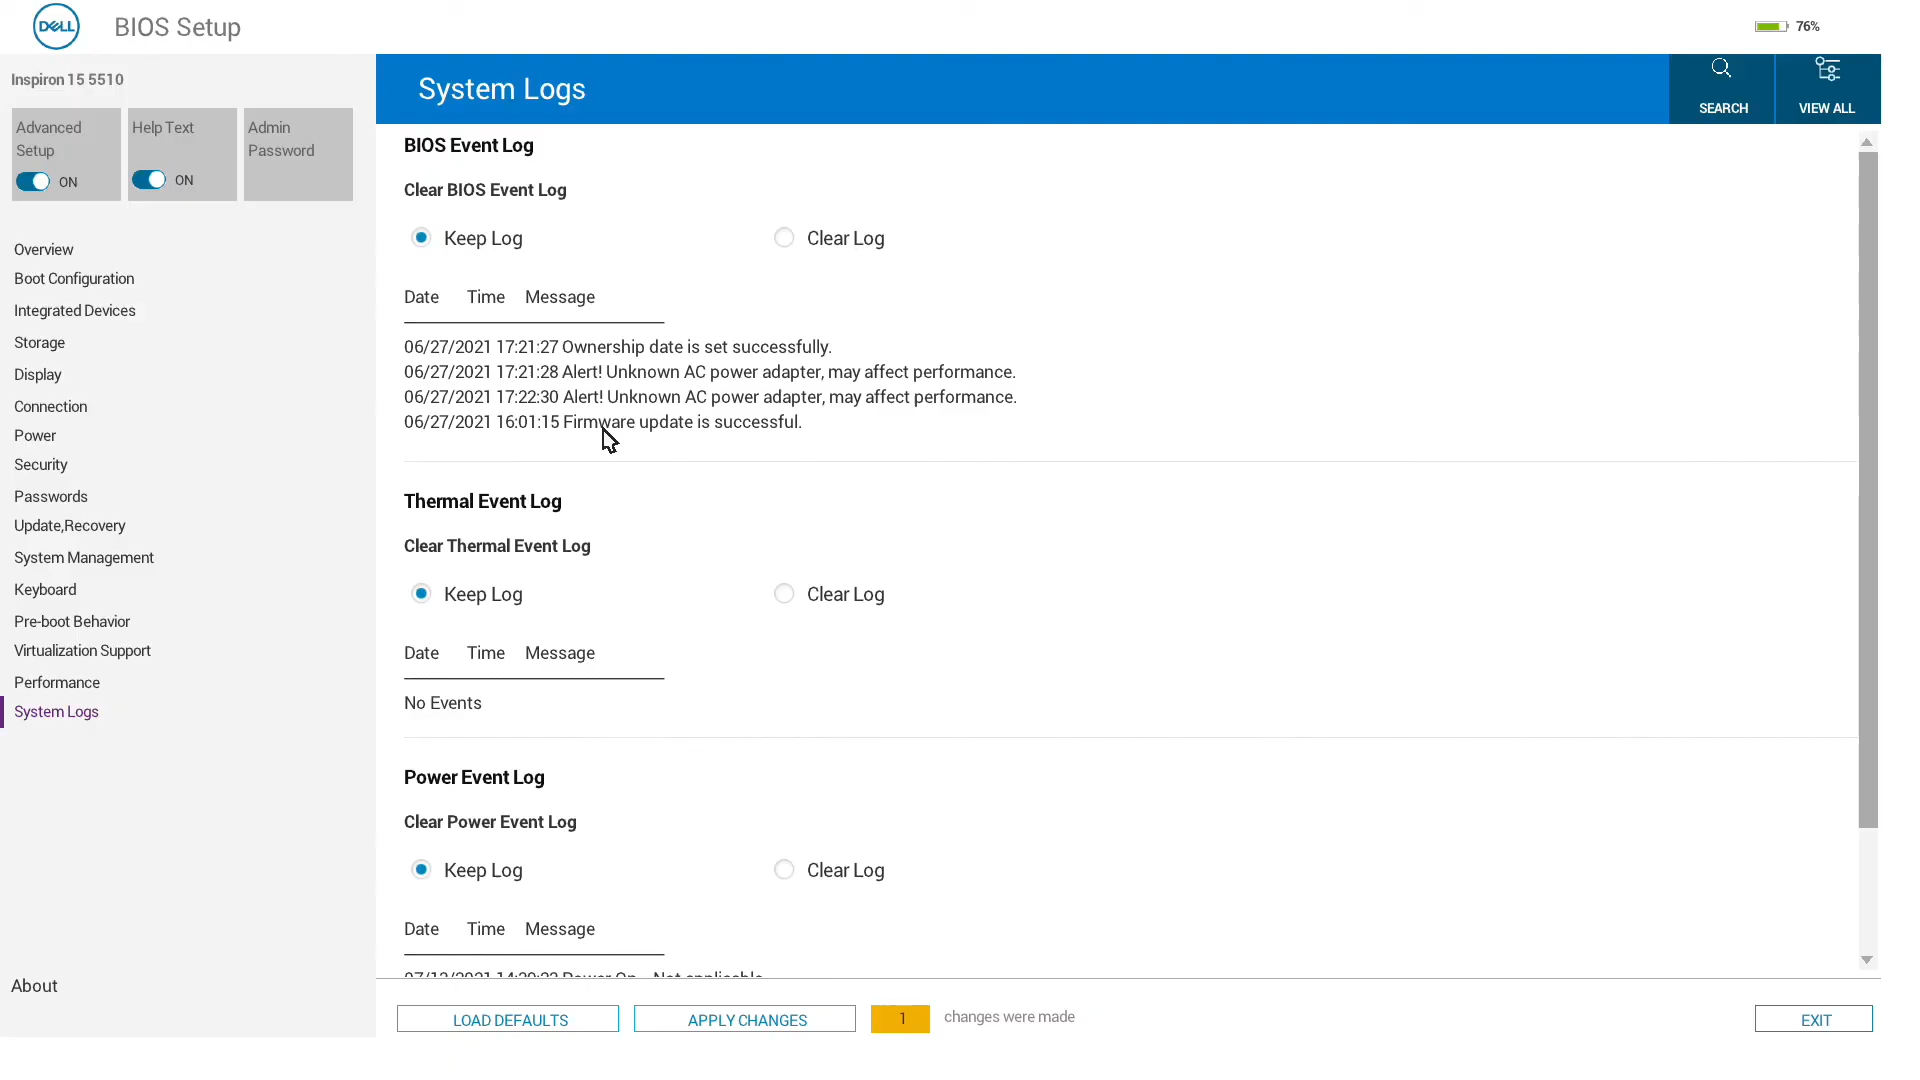 DELL
BIOS Setup
76%
Inspiron 15 5510
Advanced Setup
ON
Help Text
ON
Admin Password
Overview
Boot Configuration
Integrated Devices
Storage
Display
Connection
Power
Security
Passwords
Update,Recovery
System Management
Keyboard
Pre-boot Behavior
Virtualization Support
Performance
System Logs
About
System Logs
SEARCH
VIEW ALL
BIOS Event Log
Clear BIOS Event Log
Keep Log
Clear Log
Date Time Message
06/27/2021 17:21:27 Ownership date is set successfully.
06/27/2021 17:21:28 Alert! Unknown AC power adapter, may affect performance.
06/27/2021 17:22:30 Alert! Unknown AC power adapter, may affect performance.
06/27/2021 16:01:15 Firmware update is successful.
Thermal Event Log
Clear Thermal Event Log
Keep Log
Clear Log
Date Time Message
No Events
Power Event Log
Clear Power Event Log
Keep Log
Clear Log
Date Time Message
Power On Not applicable
LOAD DEFAULTS
APPLY CHANGES
1
changes were made
EXIT